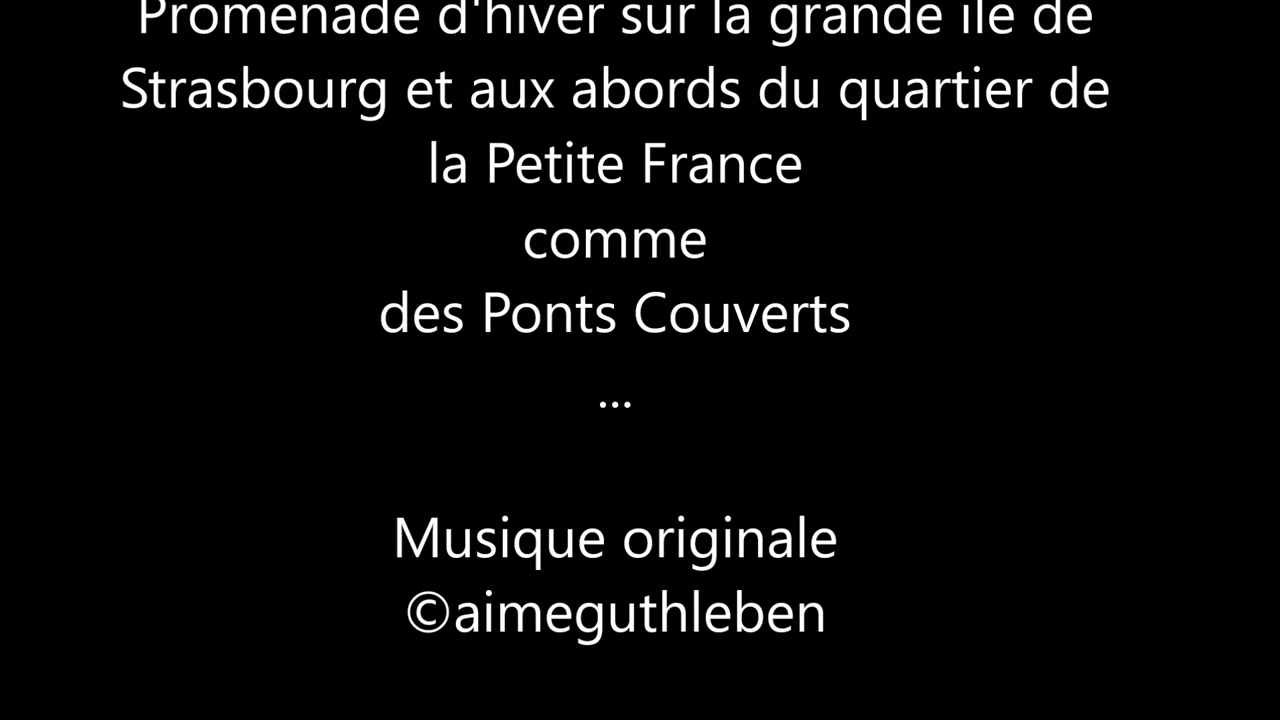 Promenade d'hiver sur la grande île de
Strasbourg et aux abords du quartier de
la Petite France
comme
des Ponts Couverts
...
Musique originale
©aimeguthleben